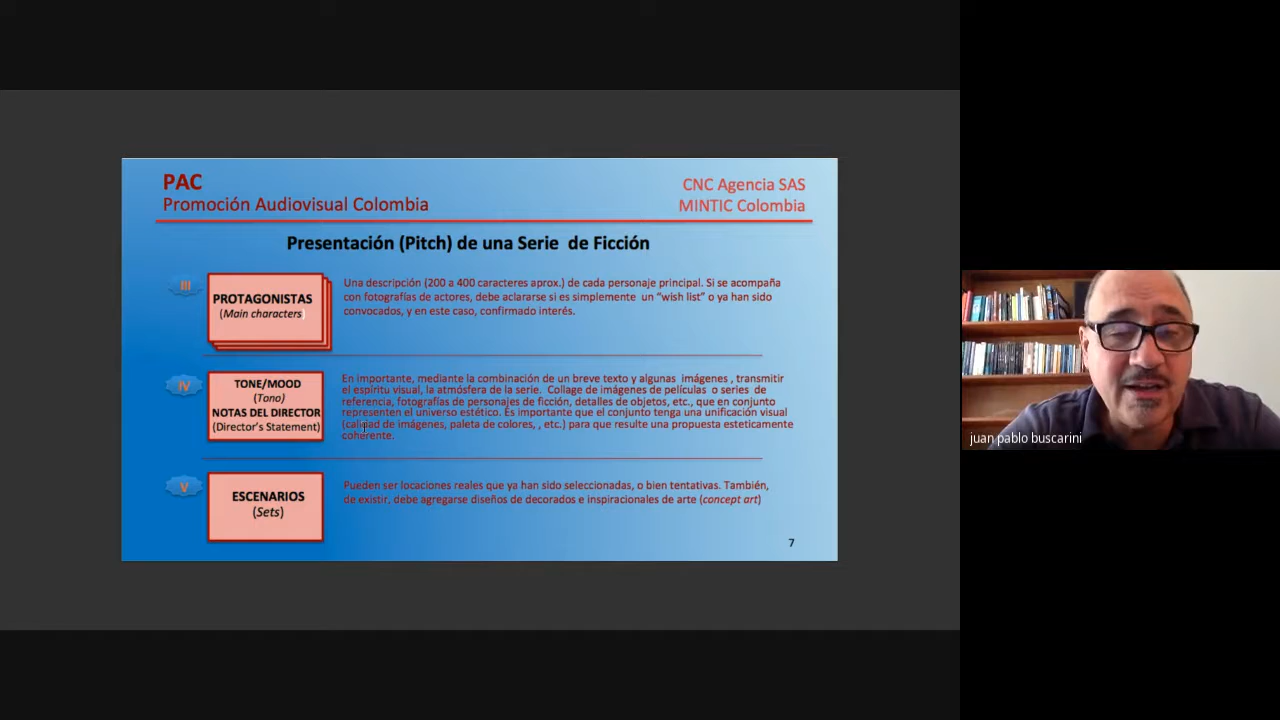 PAC
CNC Agencia SAS
Promoción Audiovisual Colombia
MINTIC Colombia
Presentación (Pitch) de una Serie de Ficción
III
PROTAGONISTAS
(Main characters)
Una descripción (200 a 400 caracteres aprox.) de cada personaje principal. Si se acompaña
con fotografías de actores, debe aclararse si es simplemente un “wish list” o ya han sido
convocados, y en este caso, confirmado interés.
IV
TONE/MOOD
(Tono)
NOTAS DEL DIRECTOR
(Director’s Statement)
En importante, mediante la combinación de un breve texto y algunas imágenes , transmitir
el espíritu visual, la atmósfera de la serie. Collage de imágenes de películas o series de
referencia, fotografías de personajes de ficción, detalles de objetos, etc., que en conjunto
representen el universo estético. Es importante que el conjunto tenga una unificación visual
(calidad de imágenes, paleta de colores, , etc.) para que resulte una propuesta esteticamente
coherente.
V
ESCENARIOS
(Sets)
Pueden ser locaciones reales que ya han sido seleccionadas, o bien tentativas. También,
de existir, debe agregarse diseños de decorados e inspiracionales de arte (concept art)
7
juan pablo buscarini